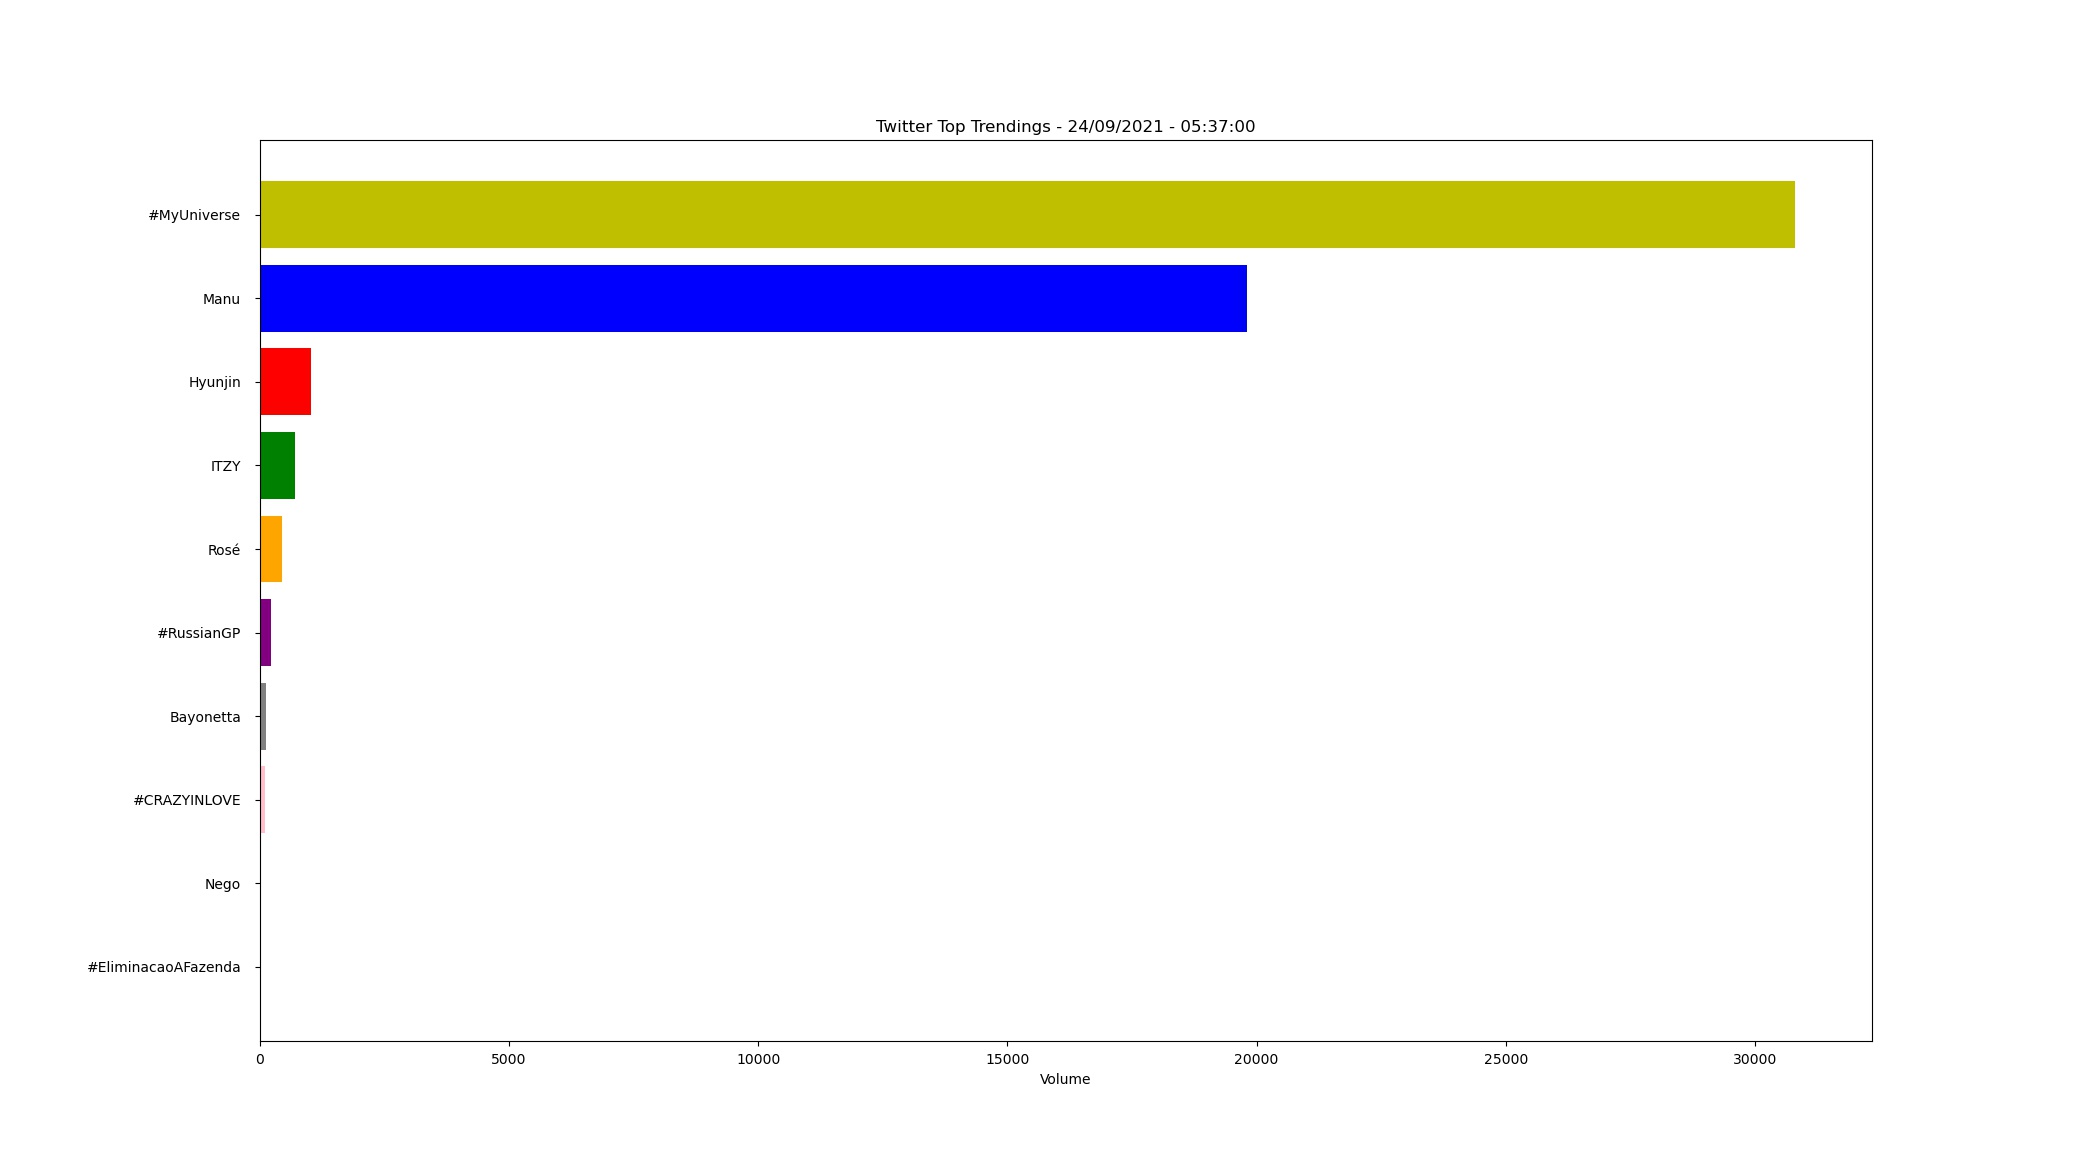 Twitter Top Trendings - 24/09/2021 - 05:37:00
#MyUniverse
Manu
Hyunjin
ITZY
Rosé
#RussianGP
Bayonetta
#CRAZYINLOVE
Nego
#EliminacaoAFazenda
0 5000 10000 15000 20000 25000 30000
Volume